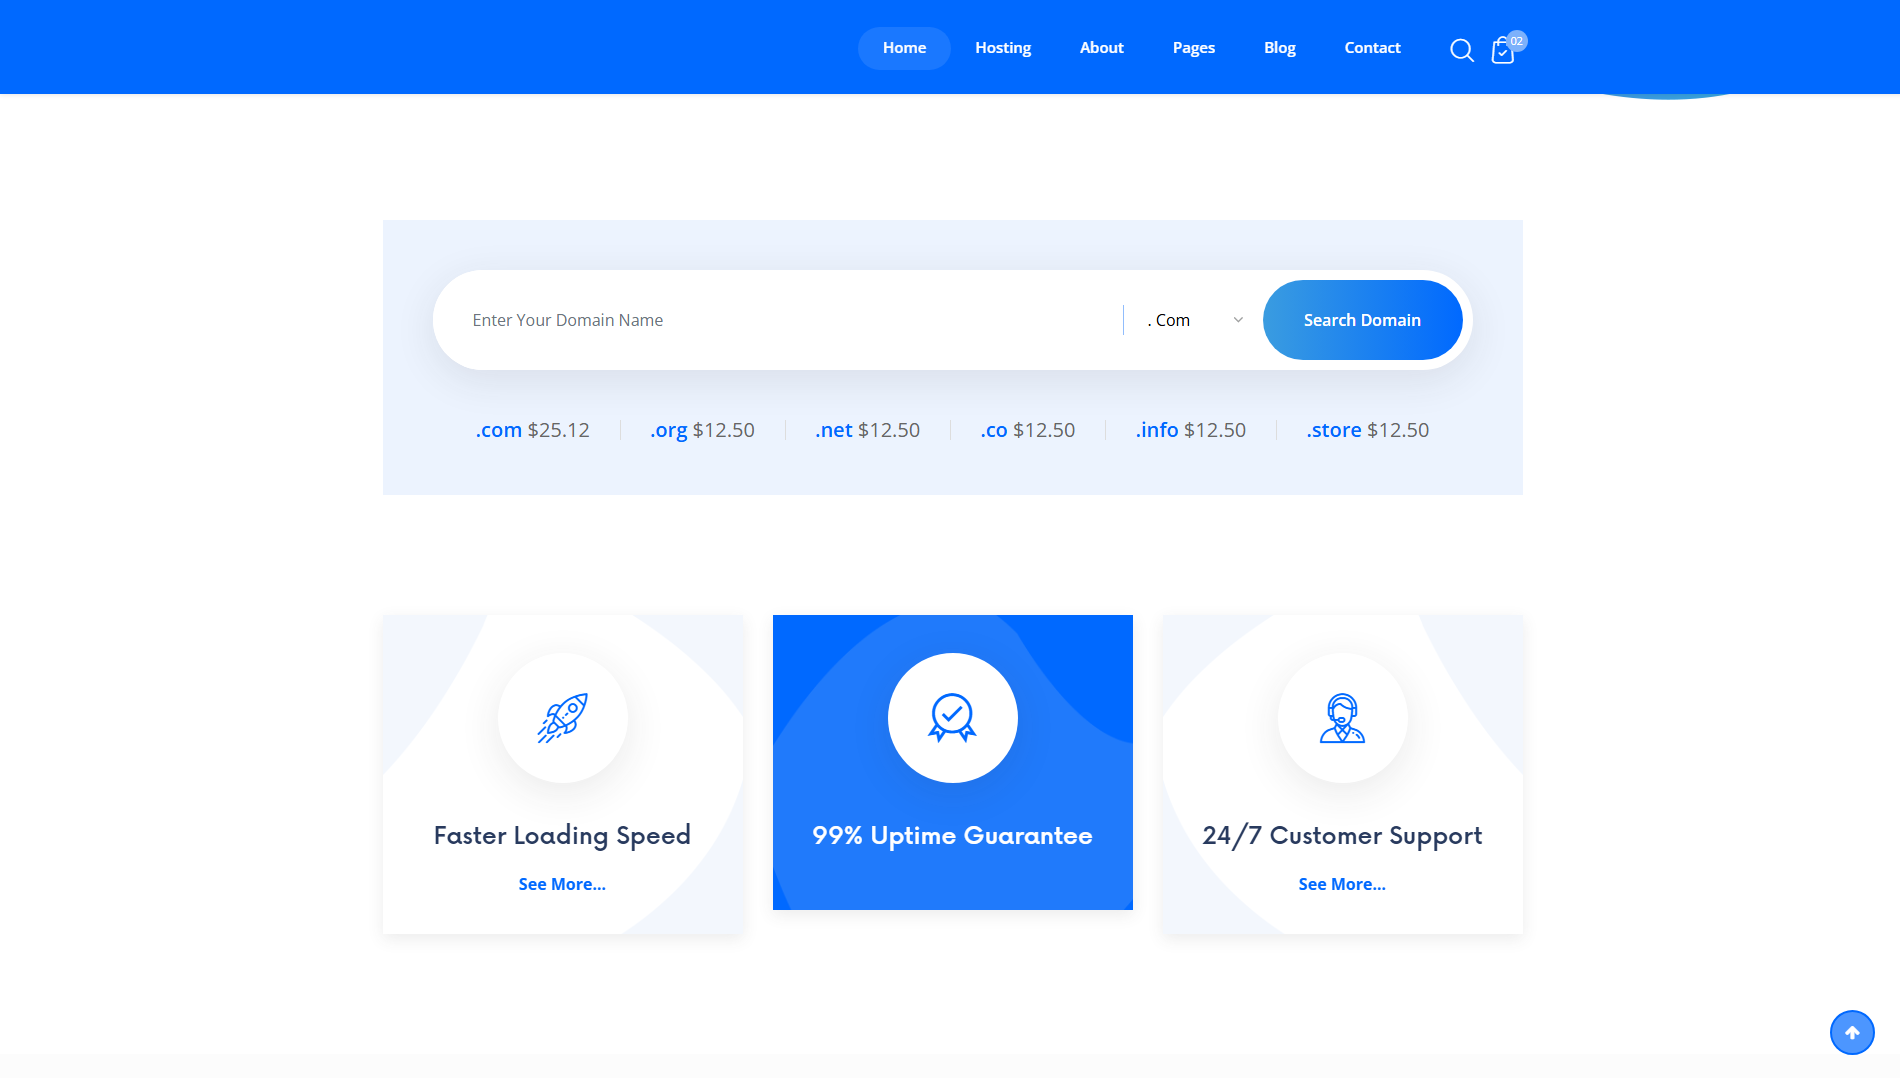 Home Hosting About Pages Blog Contact 02
Enter Your Domain Name . Com Search Domain
.com $25.12 .org $12.50 .net $12.50 .co $12.50 .info $12.50 .store $12.50
Faster Loading Speed
See More...
99% Uptime Guarantee
24/7 Customer Support
See More...